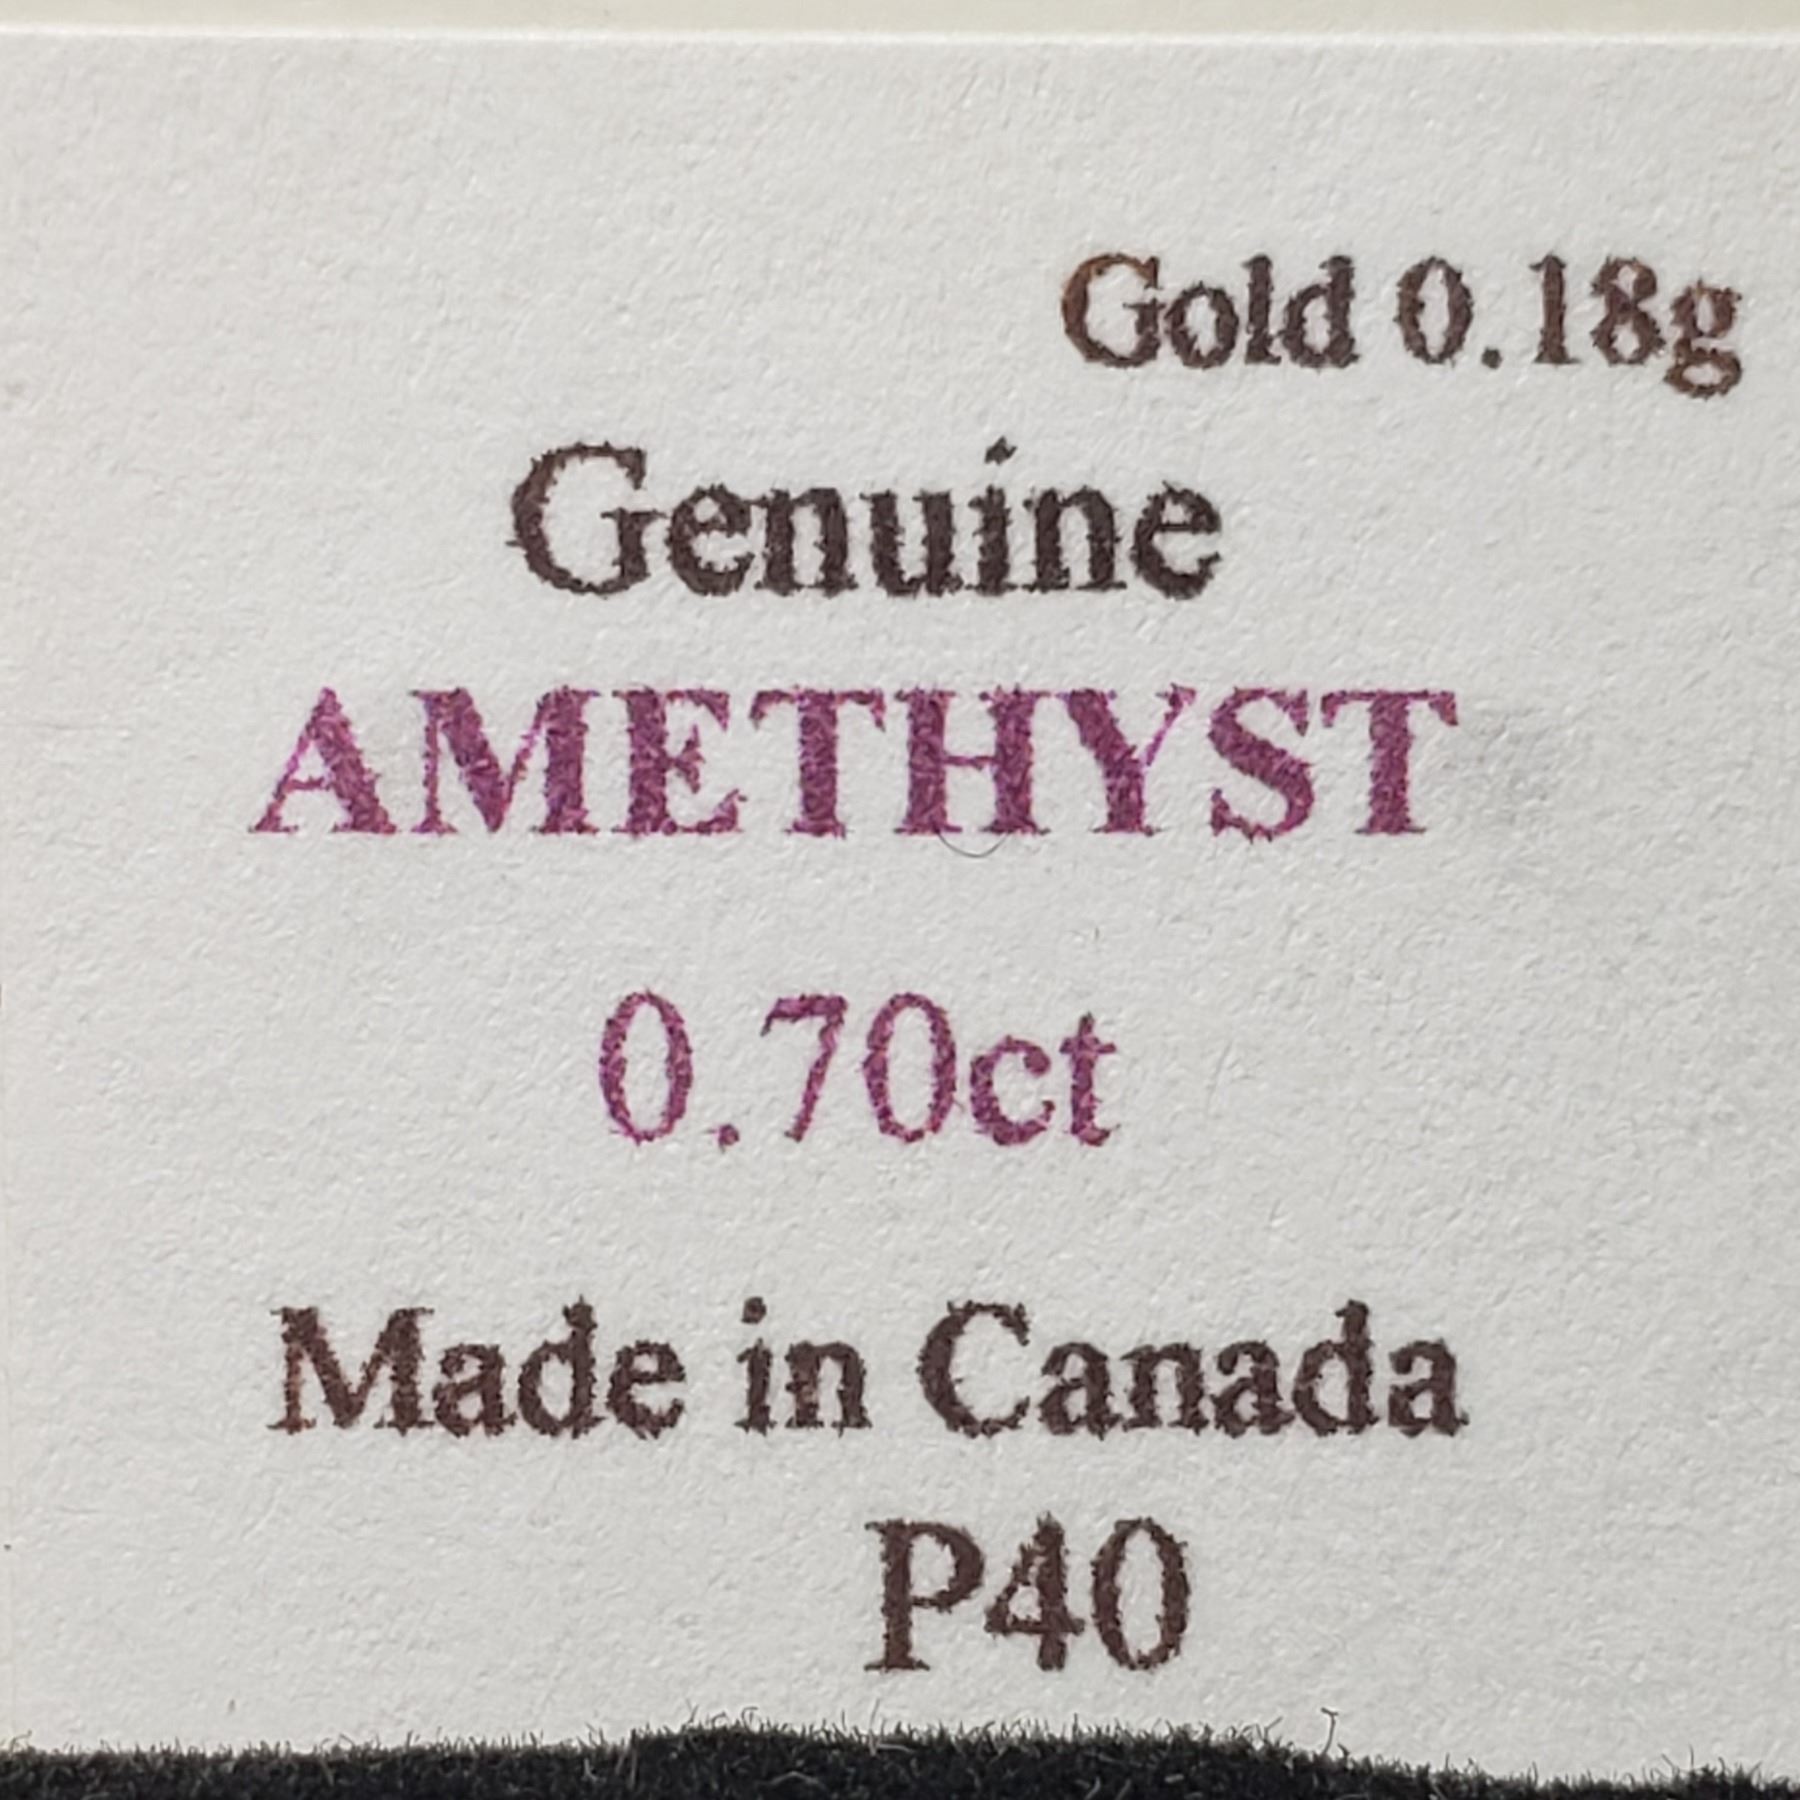 Gold 0.18g
Genuine
AMETHYST
0.70ct
Made in Canada
P40